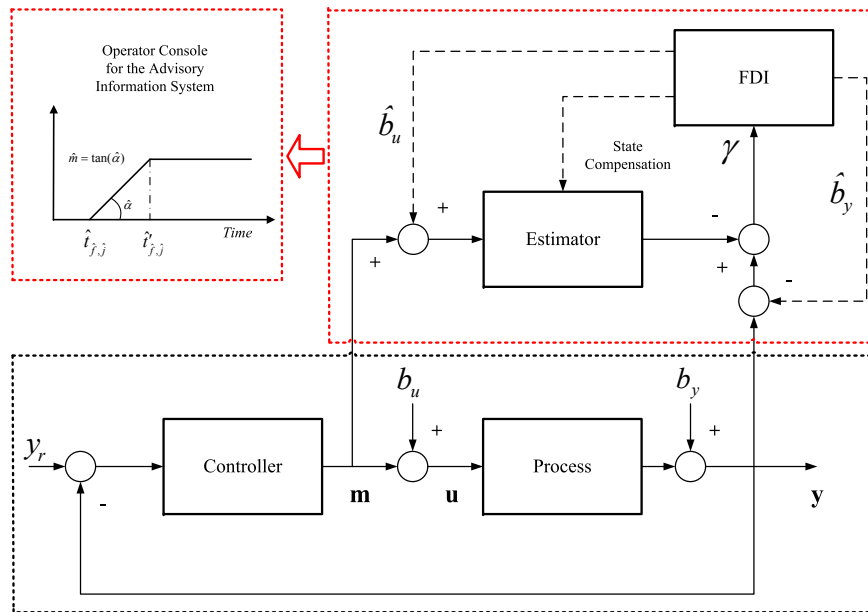 Operator Console
for the Advisory
Information System
m̂ = tan(α̂)
α̂
Time
t̂_{f̂,ĵ}
t̂'_{f̂,ĵ}
FDI
b̂_u
State
Compensation
γ
b̂_y
+
+
Estimator
-
+
-
b_u
b_y
+
+
y_r
Controller
Process
-
m
u
y